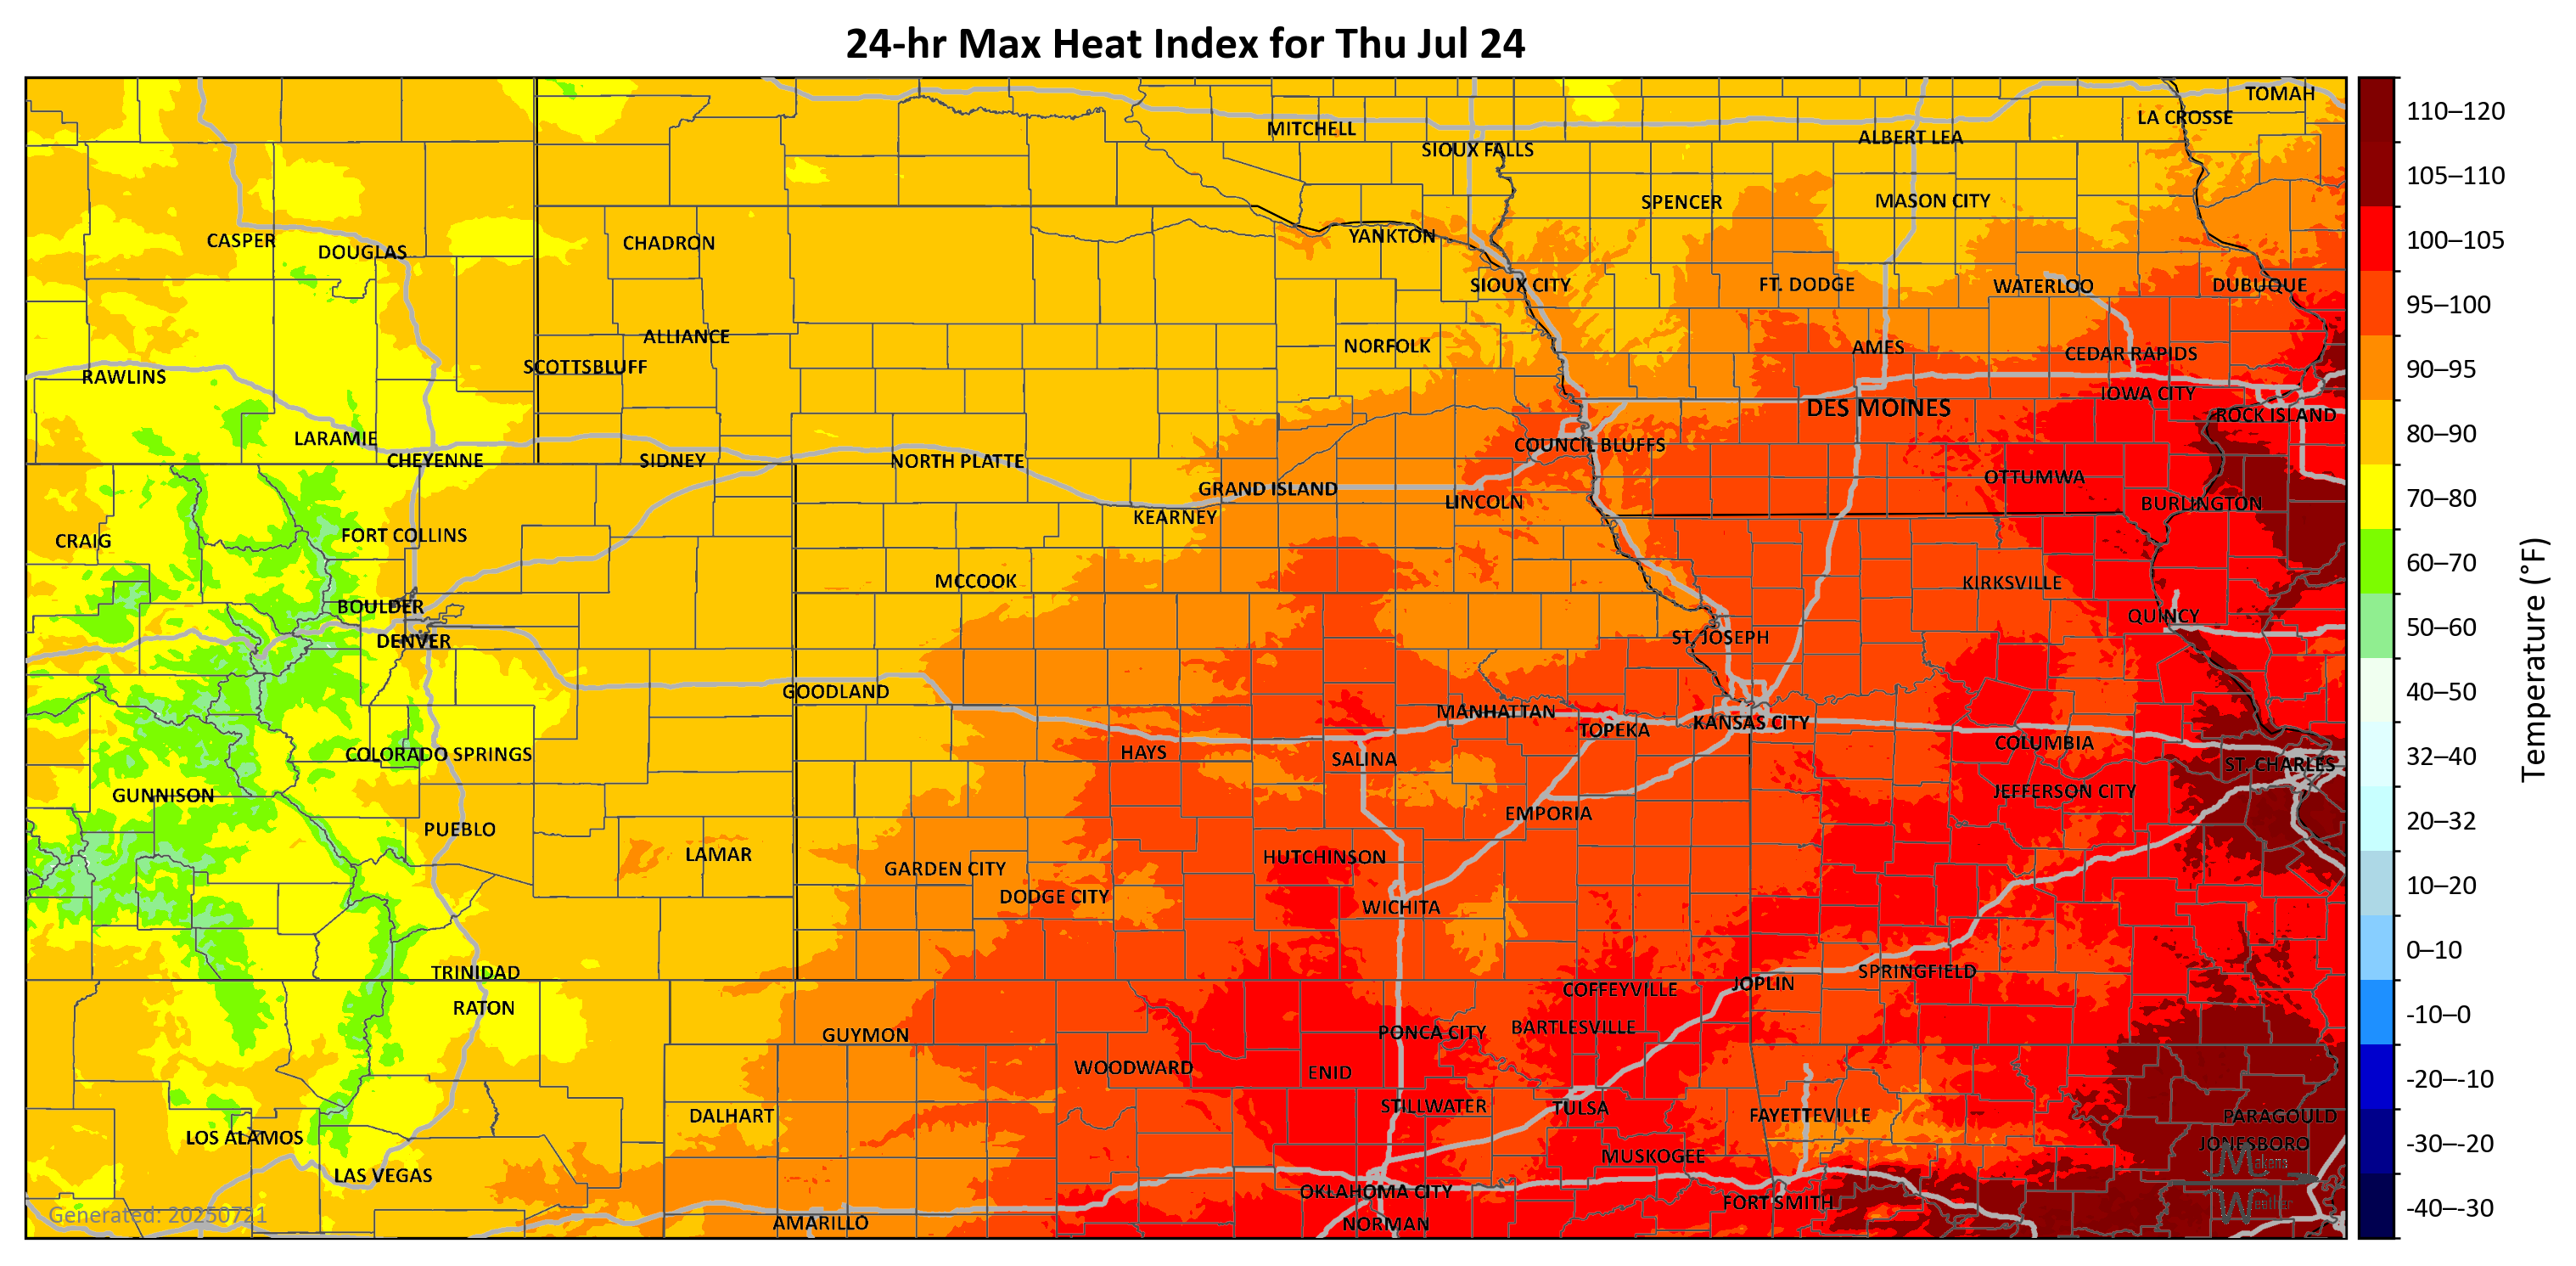 24-hr Max Heat Index for Thu Jul 24
TOMAH
LA CROSSE
MITCHELL
ALBERT LEA
SIOUX FALLS
SPENCER
MASON CITY
CASPER
DOUGLAS
CHADRON
YANKTON
SIOUX CITY
FT. DODGE
WATERLOO
DUBUQUE
ALLIANCE
NORFOLK
AMES
CEDAR RAPIDS
SCOTTSBLUFF
RAWLINS
IOWA CITY
DES MOINES
ROCK ISLAND
LARAMIE
COUNCIL BLUFFS
CHEYENNE
SIDNEY
NORTH PLATTE
OTTUMWA
GRAND ISLAND
LINCOLN
BURLINGTON
KEARNEY
FORT COLLINS
CRAIG
MCCOOK
KIRKSVILLE
BOULDER
QUINCY
DENVER
ST. JOSEPH
GOODLAND
MANHATTAN
KANSAS CITY
TOPEKA
COLUMBIA
COLORADO SPRINGS
HAYS
SALINA
ST. CHARLES
GUNNISON
JEFFERSON CITY
EMPORIA
PUEBLO
LAMAR
HUTCHINSON
GARDEN CITY
DODGE CITY
WICHITA
TRINIDAD
SPRINGFIELD
JOPLIN
COFFEYVILLE
RATON
BARTLESVILLE
PONCA CITY
GUYMON
WOODWARD
ENID
STILLWATER
TULSA
DALHART
FAYETTEVILLE
PARAGOULD
LOS ALAMOS
JONESBORO
MUSKOGEE
Makens
LAS VEGAS
OKLAHOMA CITY
FORT SMITH
Weather
Generated: 20250721
AMARILLO
NORMAN
110–120
105–110
100–105
95–100
90–95
80–90
70–80
60–70
50–60
40–50
32–40
20–32
10–20
0–10
-10–0
-20–-10
-30–-20
-40–-30
Temperature (°F)